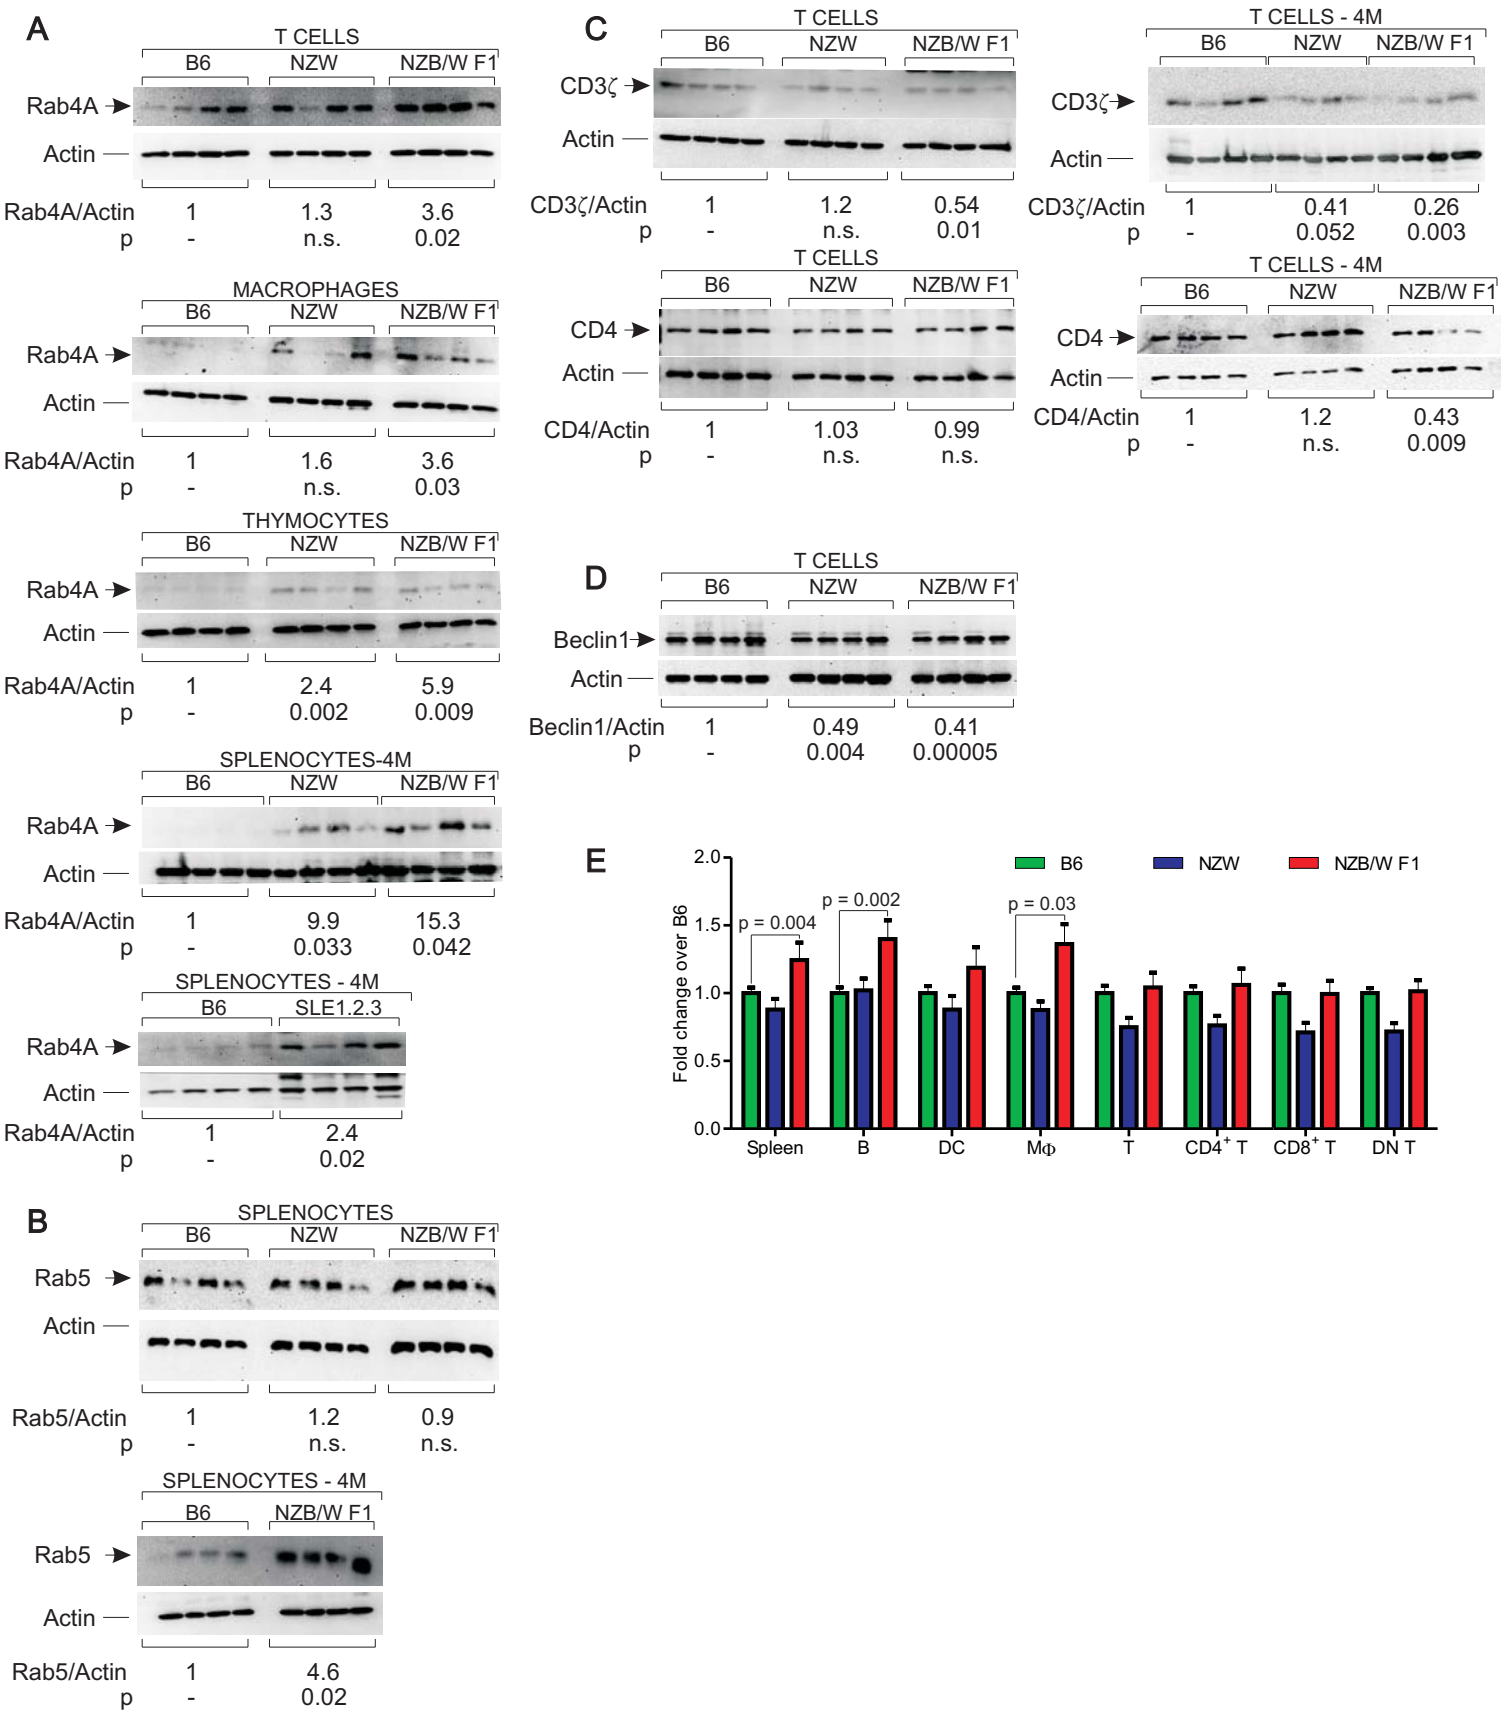 A
T CELLS
B6 NZW NZB/W F1
Rab4A
Actin
Rab4A/Actin 1 1.3 3.6
p - n.s. 0.02
MACROPHAGES
B6 NZW NZB/W F1
Rab4A
Actin
Rab4A/Actin 1 1.6 3.6
p - n.s. 0.03
THYMOCYTES
B6 NZW NZB/W F1
Rab4A
Actin
Rab4A/Actin 1 2.4 5.9
p - 0.002 0.009
SPLENOCYTES-4M
B6 NZW NZB/W F1
Rab4A
Actin
Rab4A/Actin 1 9.9 15.3
p - 0.033 0.042
SPLENOCYTES - 4M
B6 SLE1.2.3
Rab4A
Actin
Rab4A/Actin 1 2.4
p - 0.02
B
SPLENOCYTES
B6 NZW NZB/W F1
Rab5
Actin
Rab5/Actin 1 1.2 0.9
p - n.s. n.s.
SPLENOCYTES - 4M
B6 NZB/W F1
Rab5
Actin
Rab5/Actin 1 4.6
p - 0.02
C
T CELLS
B6 NZW NZB/W F1
CD3ζ
Actin
CD3ζ/Actin 1 1.2 0.54
p - n.s. 0.01
T CELLS - 4M
B6 NZW NZB/W F1
CD3ζ
Actin
CD3ζ/Actin 1 0.41 0.26
p - 0.052 0.003
T CELLS
B6 NZW NZB/W F1
CD4
Actin
CD4/Actin 1 1.03 0.99
p - n.s. n.s.
T CELLS - 4M
B6 NZW NZB/W F1
CD4
Actin
CD4/Actin 1 1.2 0.43
p - n.s. 0.009
D
T CELLS
B6 NZW NZB/W F1
Beclin1
Actin
Beclin1/Actin 1 0.49 0.41
p - 0.004 0.00005
E
B6 NZW NZB/W F1
Fold change over B6
2.0
1.5
1.0
0.5
0.0
p = 0.004
p = 0.002
p = 0.03
Spleen B DC MΦ T CD4⁺ T CD8⁺ T DN T